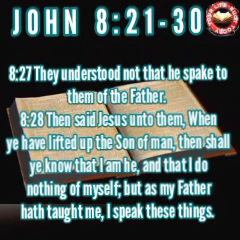 JOHN 8:21-30
8:27 They understood not that he spake to
them of the Father.
8:28 Then said Jesus unto them, When
ye have lifted up the Son of man, then shall
ye know that I am he, and that I do
nothing of myself; but as my Father
hath taught me, I speak these things.